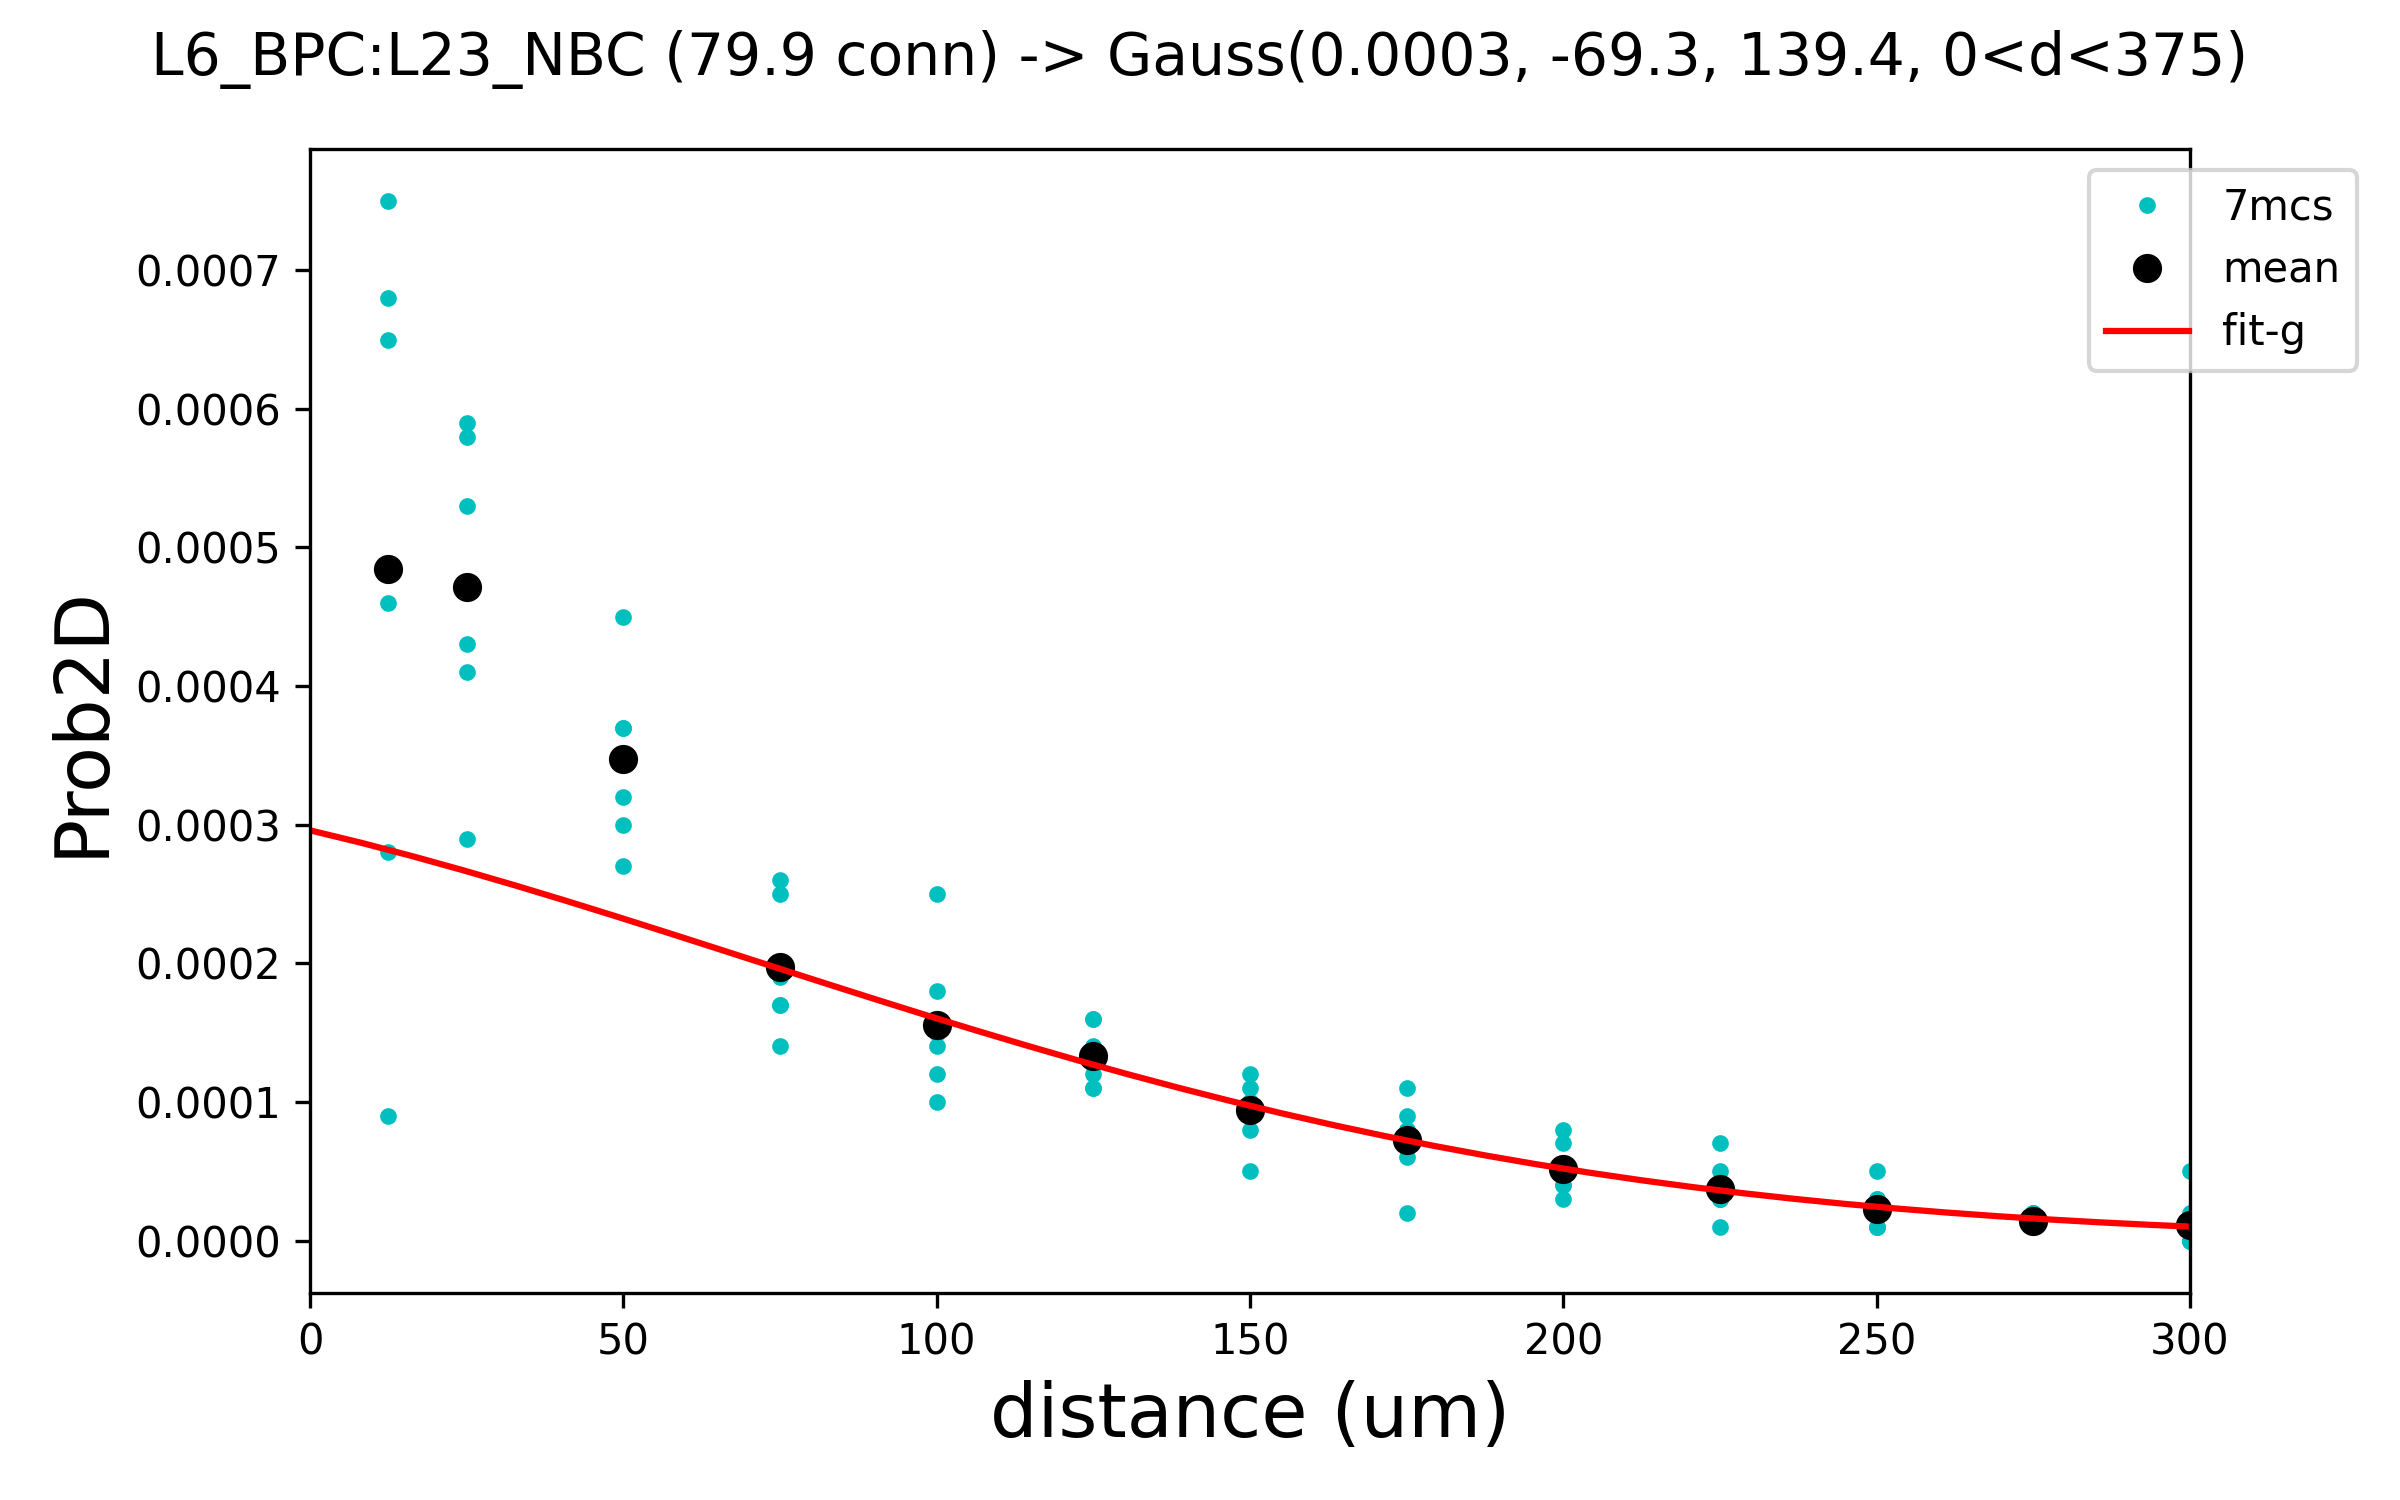 L6_BPC:L23_NBC (79.9 conn) -> Gauss(0.0003, -69.3, 139.4, 0<d<375)
7mcs
mean
fit-g
Prob2D
0.0007
0.0006
0.0005
0.0004
0.0003
0.0002
0.0001
0.0000
0 50 100 150 200 250 300
distance (um)